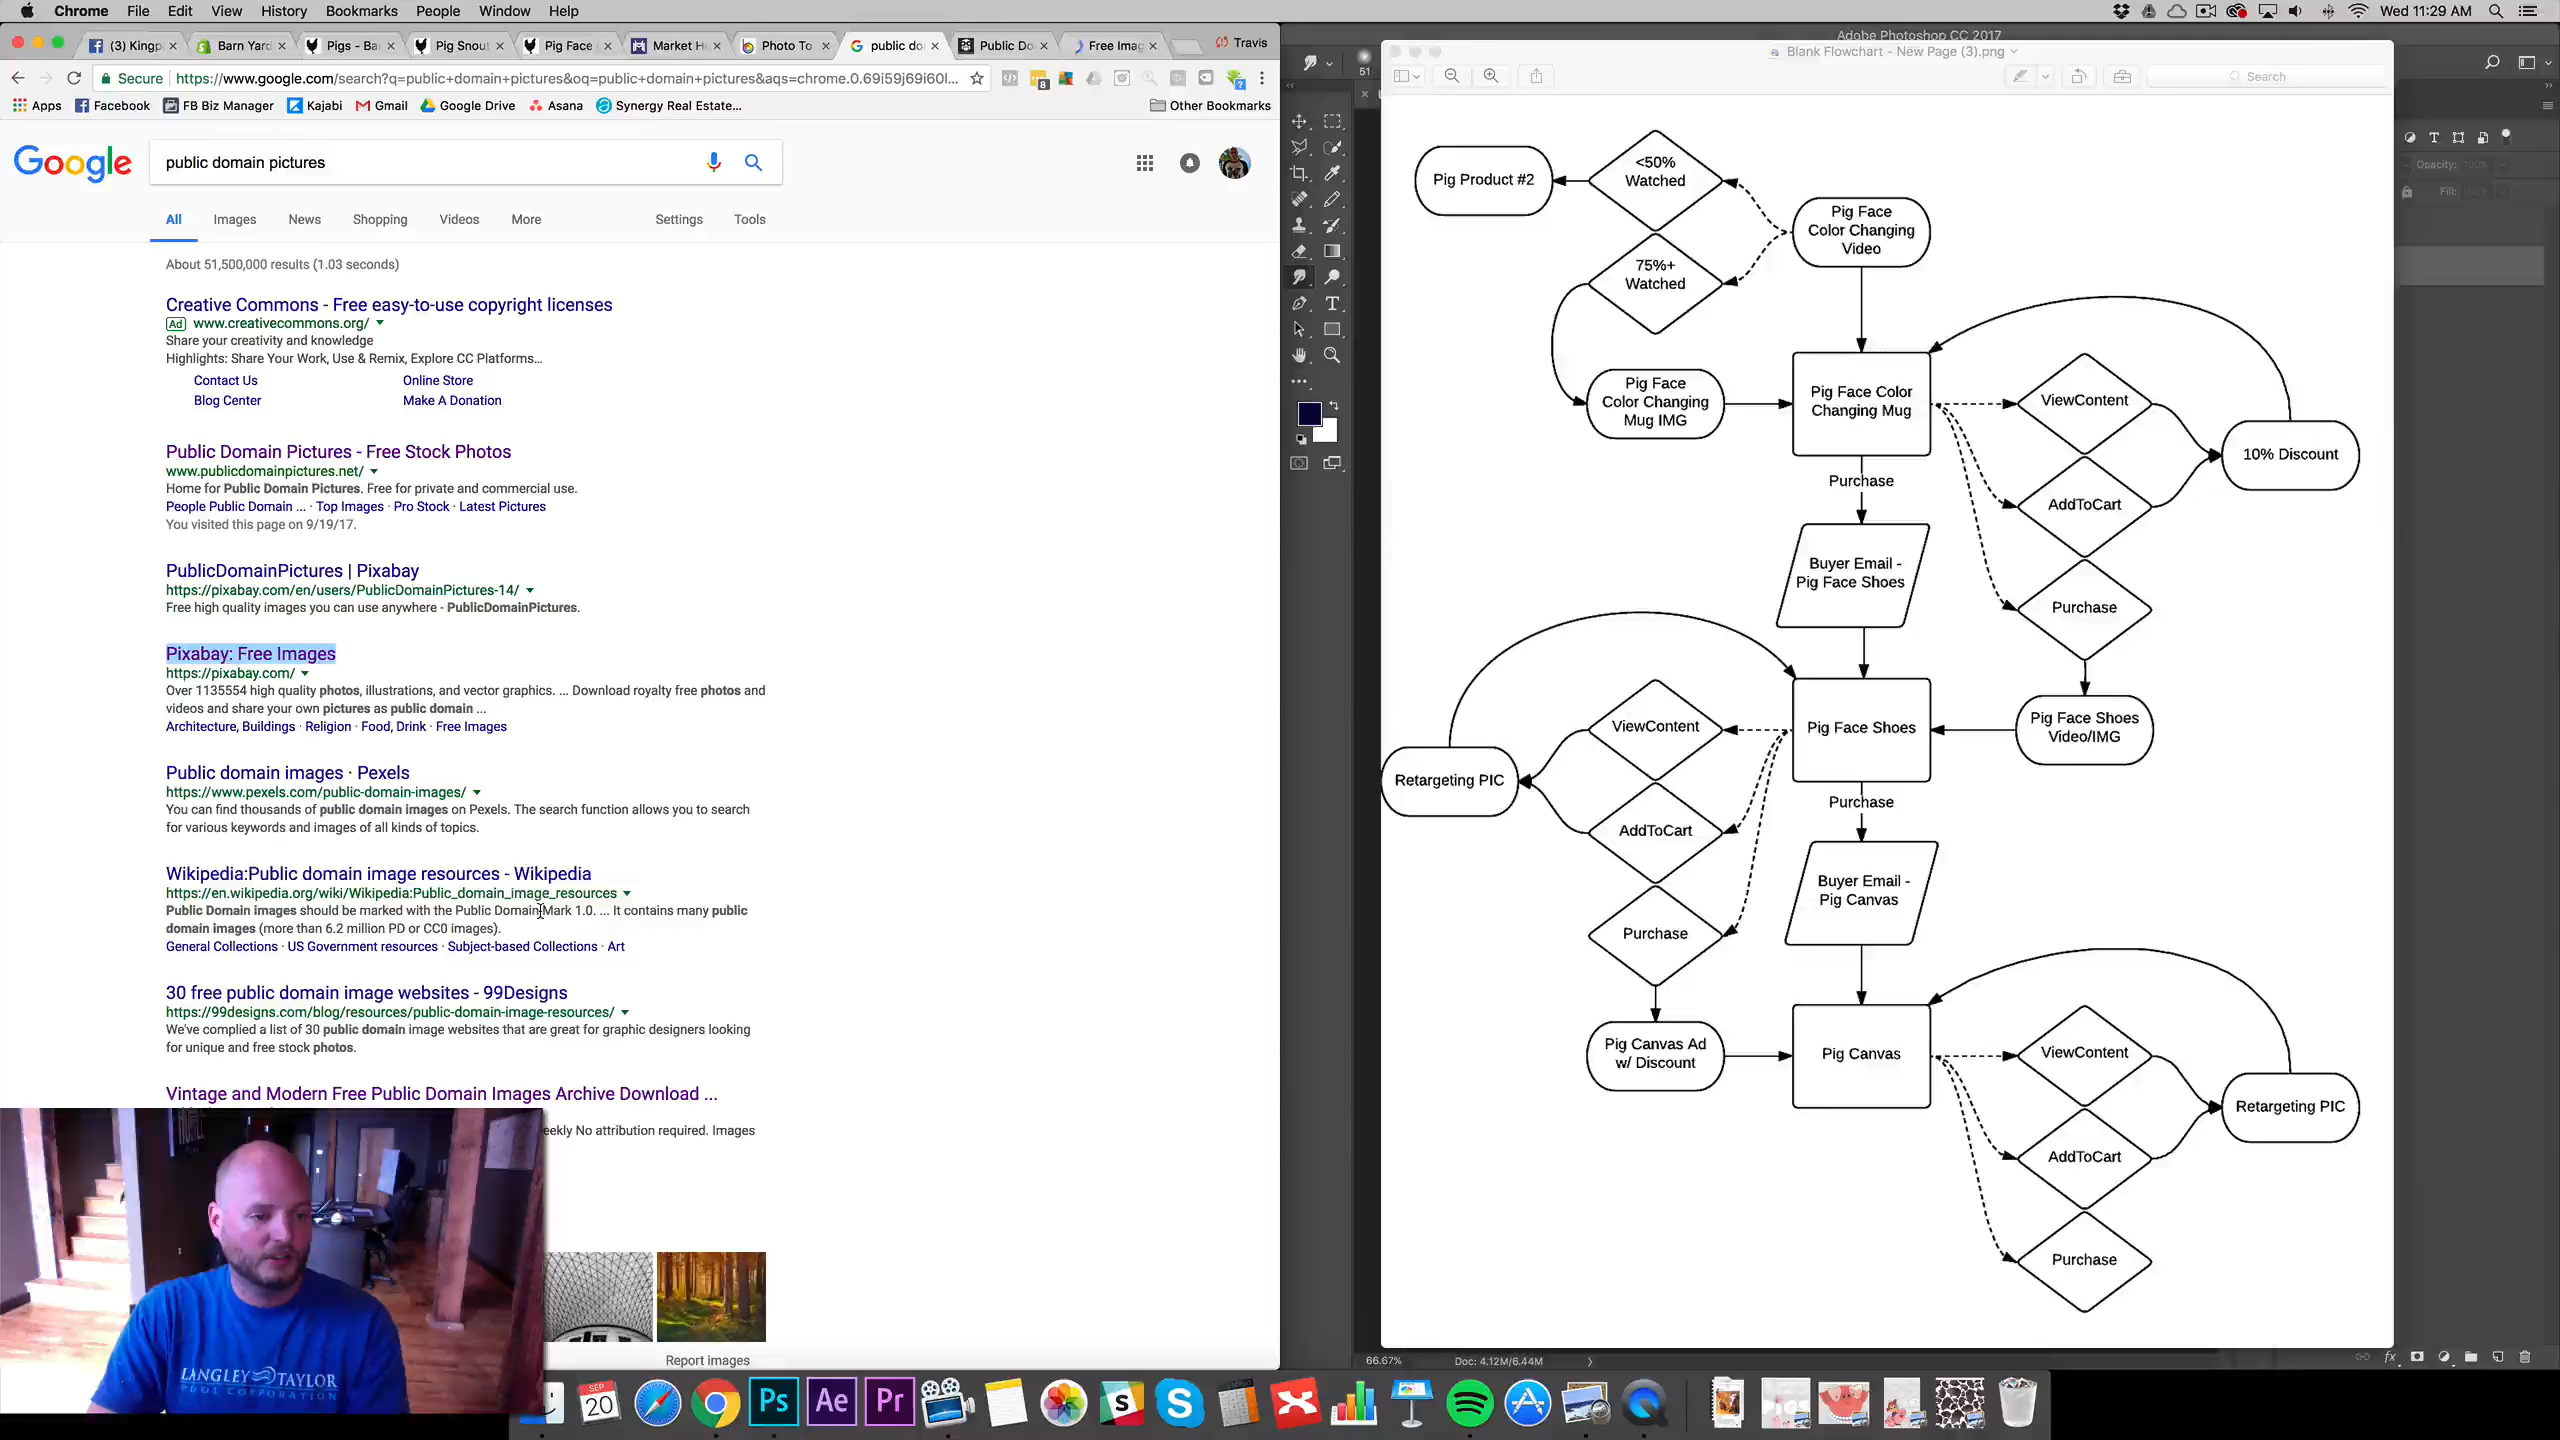 Chrome File Edit View History Bookmarks People Window Help
Wed 11:29 AM
(3) Kingp
Barn Yard
Pigs - Ba
Pig Snout
Pig Face
Market H
Photo To
public do
Public Do
Free Imag
Travis
Secure https://www.google.com/search?q=public+domain+pictures&oq=public+domain+pictures&aqs=chrome.0.69i59j69i60l...
Apps Facebook FB Biz Manager Kajabi Gmail Google Drive Asana Synergy Real Estate... Other Bookmarks
Google
public domain pictures
All Images News Shopping Videos More Settings Tools
About 51,500,000 results (1.03 seconds)
Creative Commons - Free easy-to-use copyright licenses
Ad www.creativecommons.org/
Share your creativity and knowledge
Highlights: Share Your Work, Use & Remix, Explore CC Platforms...
Contact Us Online Store
Blog Center Make A Donation
Public Domain Pictures - Free Stock Photos
www.publicdomainpictures.net/
Home for Public Domain Pictures. Free for private and commercial use.
People Public Domain ... · Top Images · Pro Stock · Latest Pictures
You visited this page on 9/19/17.
PublicDomainPictures | Pixabay
https://pixabay.com/en/users/PublicDomainPictures-14/
Free high quality images you can use anywhere - PublicDomainPictures.
Pixabay: Free Images
https://pixabay.com/
Over 1135554 high quality photos, illustrations, and vector graphics. ... Download royalty free photos and
videos and share your own pictures as public domain ...
Architecture, Buildings · Religion · Food, Drink · Free Images
Public domain images · Pexels
https://www.pexels.com/public-domain-images/
You can find thousands of public domain images on Pexels. The search function allows you to search
for various keywords and images of all kinds of topics.
Wikipedia:Public domain image resources - Wikipedia
https://en.wikipedia.org/wiki/Wikipedia:Public_domain_image_resources
Public Domain images should be marked with the Public Domain Mark 1.0. ... It contains many public
domain images (more than 6.2 million PD or CC0 images).
General Collections · US Government resources · Subject-based Collections · Art
30 free public domain image websites - 99Designs
https://99designs.com/blog/resources/public-domain-image-resources/
We've complied a list of 30 public domain image websites that are great for graphic designers looking
for unique and free stock photos.
Vintage and Modern Free Public Domain Images Archive Download ...
eekly No attribution required. Images
Report images
LANGLEY TAYLOR
POOL CORPORATION
SEP
20
Ps
Ae
Pr
Adobe Photoshop CC 2017
Blank Flowchart - New Page (3).png
Search
51
Opacity: 100%
Fill:
Pig Product #2
<50%
Watched
Pig Face
Color Changing
Video
75%+
Watched
Pig Face
Color Changing
Mug IMG
Pig Face Color
Changing Mug
ViewContent
10% Discount
AddToCart
Purchase
Purchase
Buyer Email -
Pig Face Shoes
Pig Face Shoes
Video/IMG
Pig Face Shoes
ViewContent
Retargeting PIC
AddToCart
Purchase
Purchase
Buyer Email -
Pig Canvas
Pig Canvas Ad
w/ Discount
Pig Canvas
ViewContent
Retargeting PIC
AddToCart
Purchase
66.67% Doc: 4.12M/6.44M